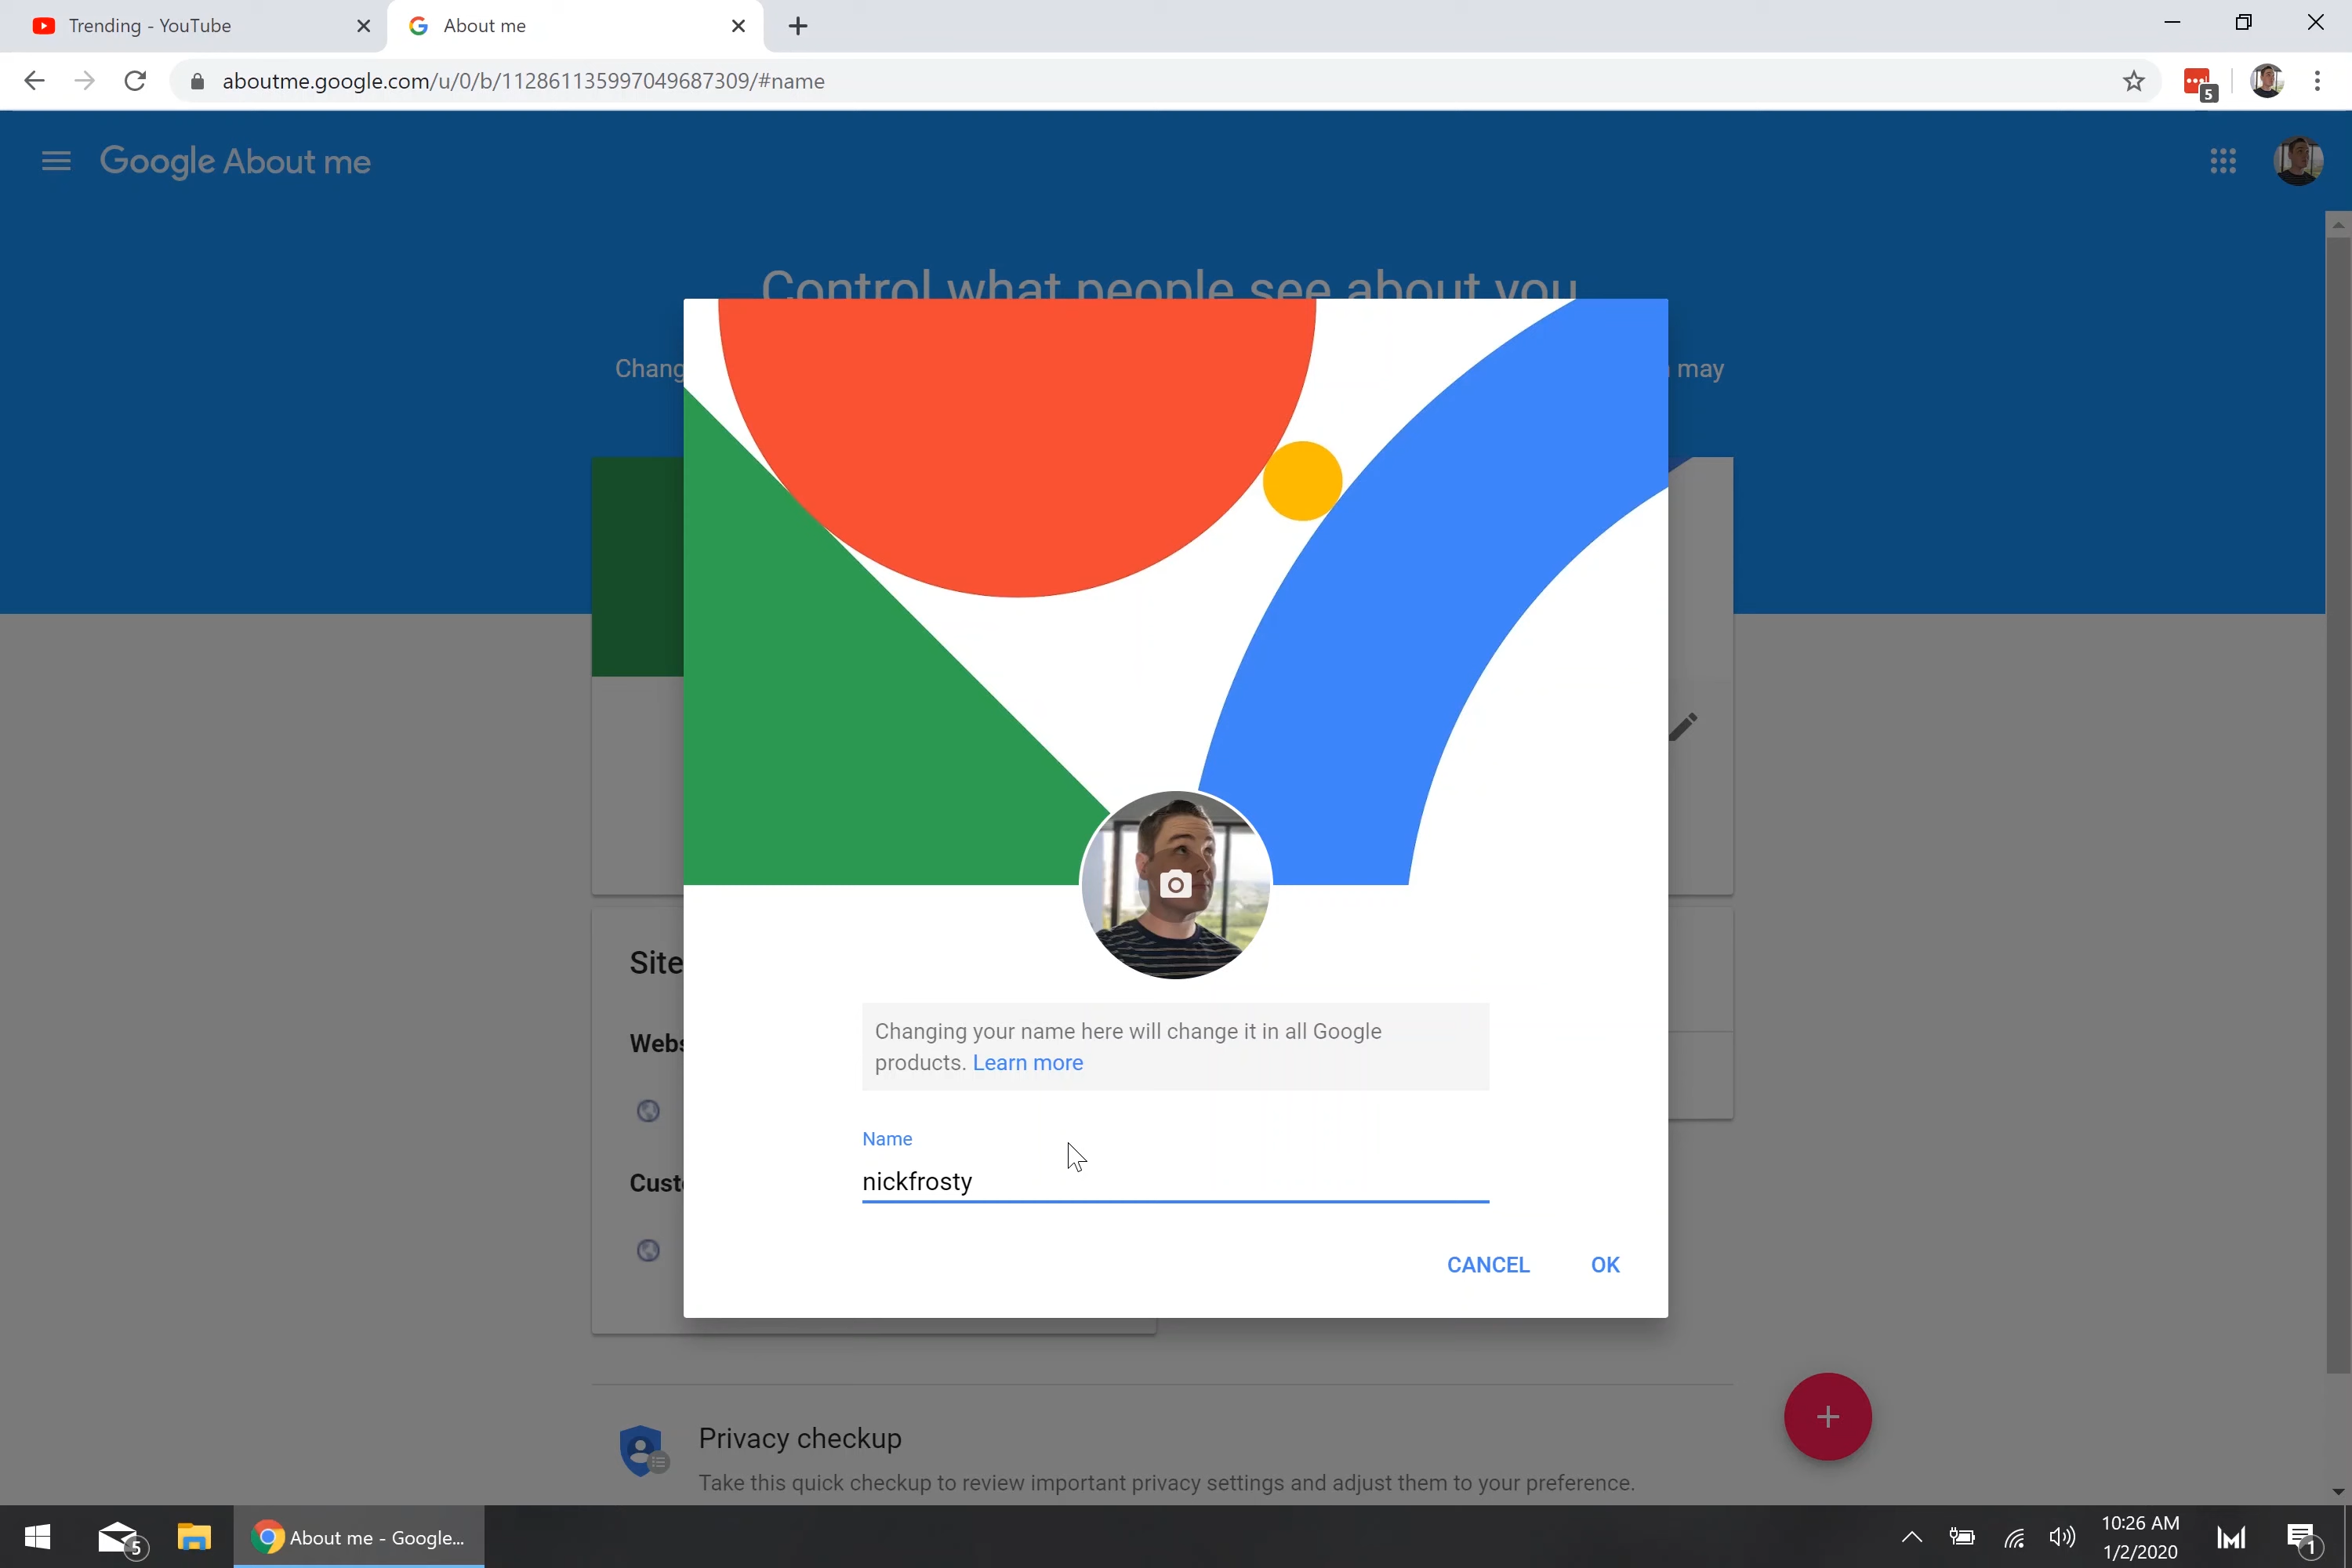 Trending - YouTube
About me
aboutme.google.com/u/0/b/112861135997049687309/#name
5
Google About me
Control what people see about you
Chang
may
Changing your name here will change it in all Google
products. Learn more
Site
Webs
Name
nickfrosty
Cust
CANCEL OK
Privacy checkup
Take this quick checkup to review important privacy settings and adjust them to your preference.
5
About me - Google...
10:26 AM
1/2/2020
1